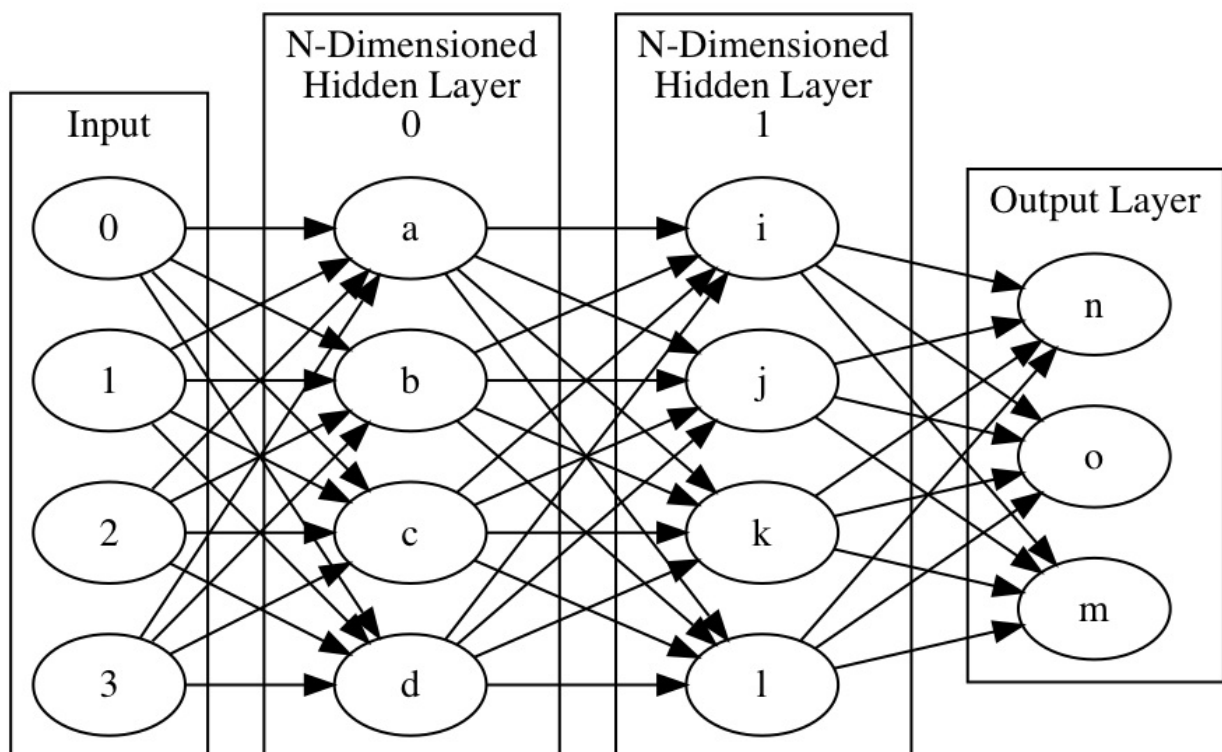 Input
0
1
2
3
N-Dimensioned
Hidden Layer
0
a
b
c
d
N-Dimensioned
Hidden Layer
1
i
j
k
l
Output Layer
n
o
m